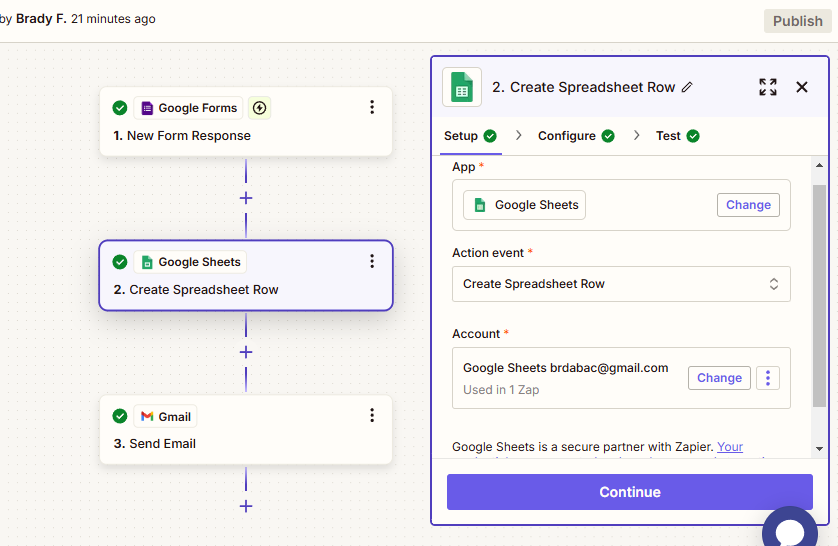 by Brady F. 21 minutes ago
Publish
Google Forms
1. New Form Response
Google Sheets
2. Create Spreadsheet Row
Gmail
3. Send Email
2. Create Spreadsheet Row
Setup
Configure
Test
App *
Google Sheets
Change
Action event *
Create Spreadsheet Row
Account *
Google Sheets brdabac@gmail.com
Used in 1 Zap
Change
Google Sheets is a secure partner with Zapier. Your
Continue